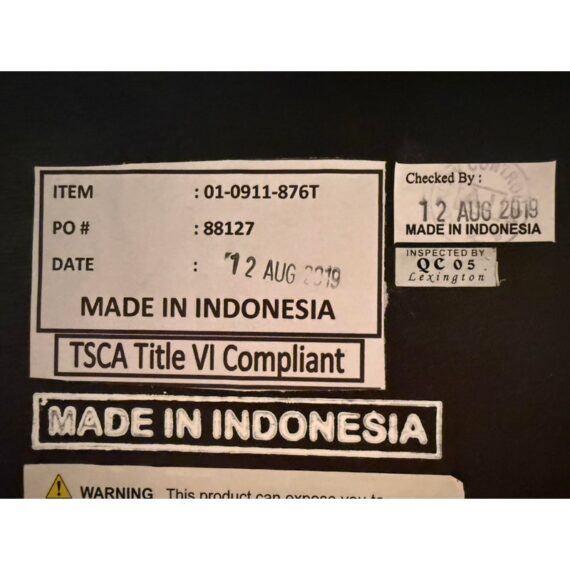 ITEM : 01-0911-876T
PO # : 88127
DATE : 12 AUG 2019
MADE IN INDONESIA
TSCA Title VI Compliant
Checked By :
12 AUG 2019
MADE IN INDONESIA
INSPECTED BY
QC 05
Lexington
MADE IN INDONESIA
WARNING This product can expose you to